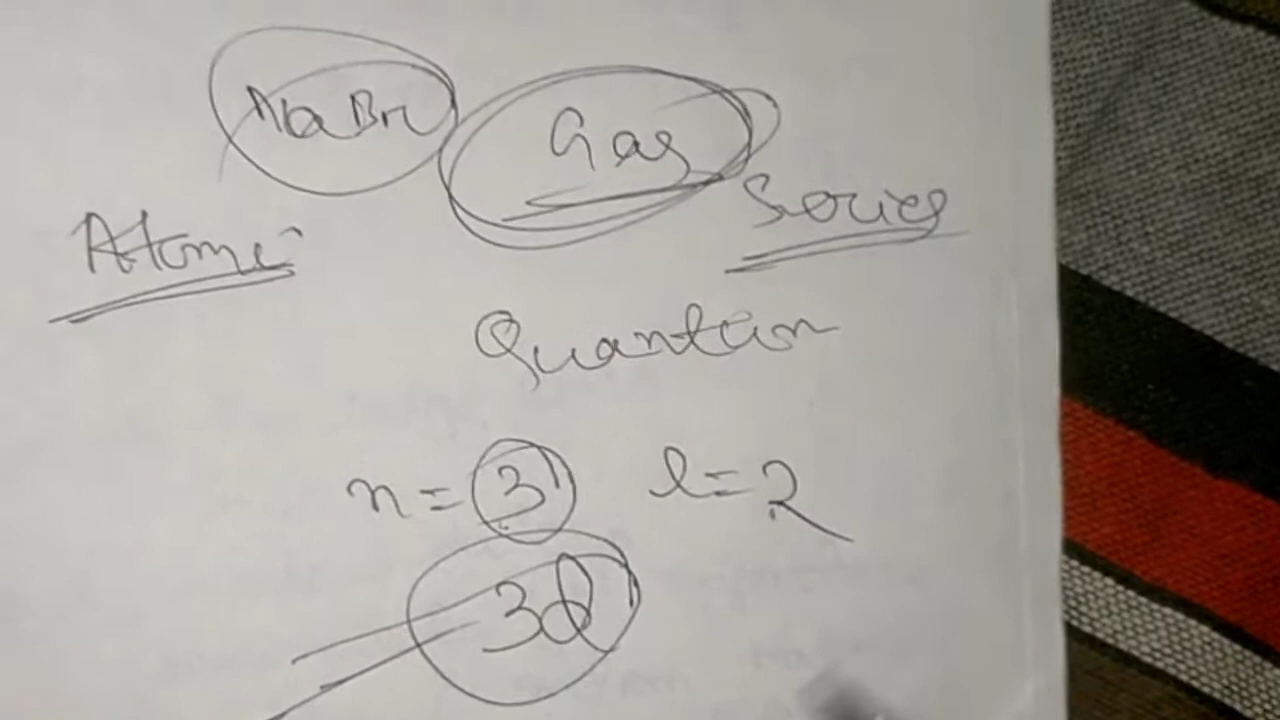 NaBr Gas
Atomic Series
Quantum
n = 3 l = 2
3d